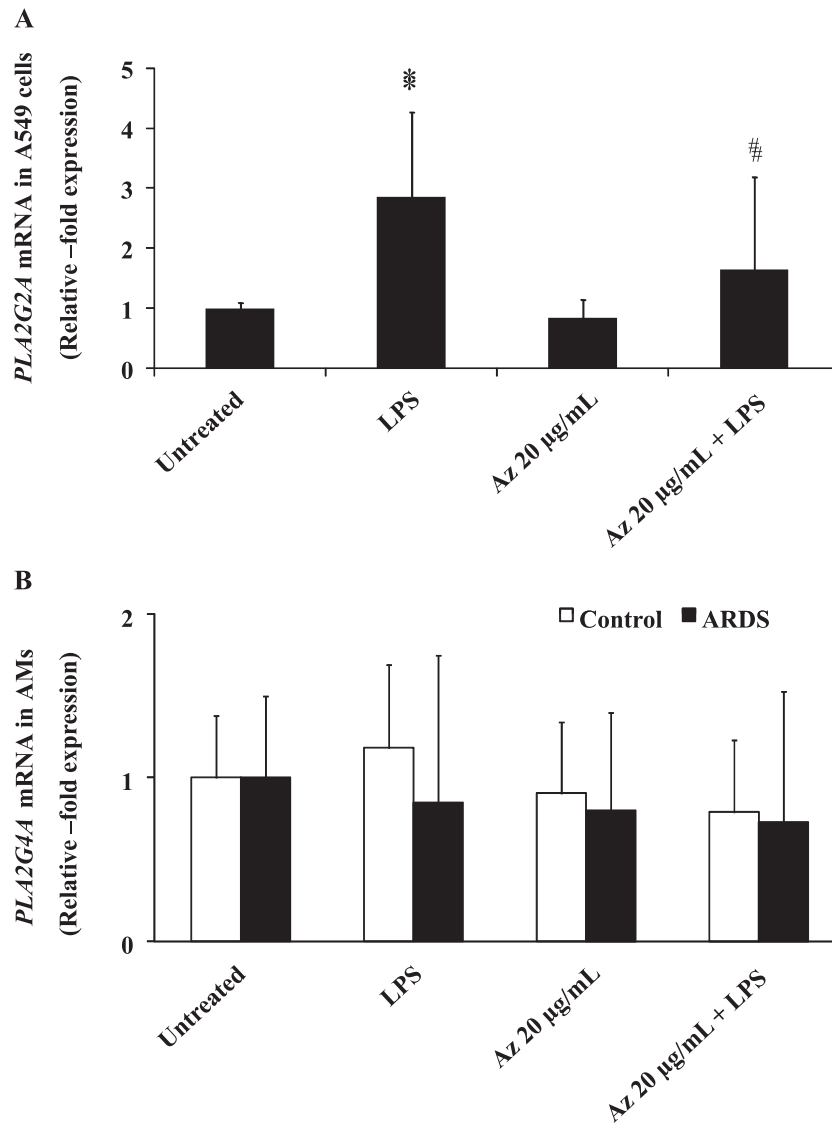 A
PLA2G2A mRNA in A549 cells
(Relative –fold expression)
5
4
3
2
1
0
*
*
#
#
Untreated
LPS
Az 20 µg/mL
Az 20 µg/mL + LPS
B
PLA2G4A mRNA in AMs
(Relative –fold expression)
2
1
0
Control ARDS
Untreated
LPS
Az 20 µg/mL
Az 20 µg/mL + LPS